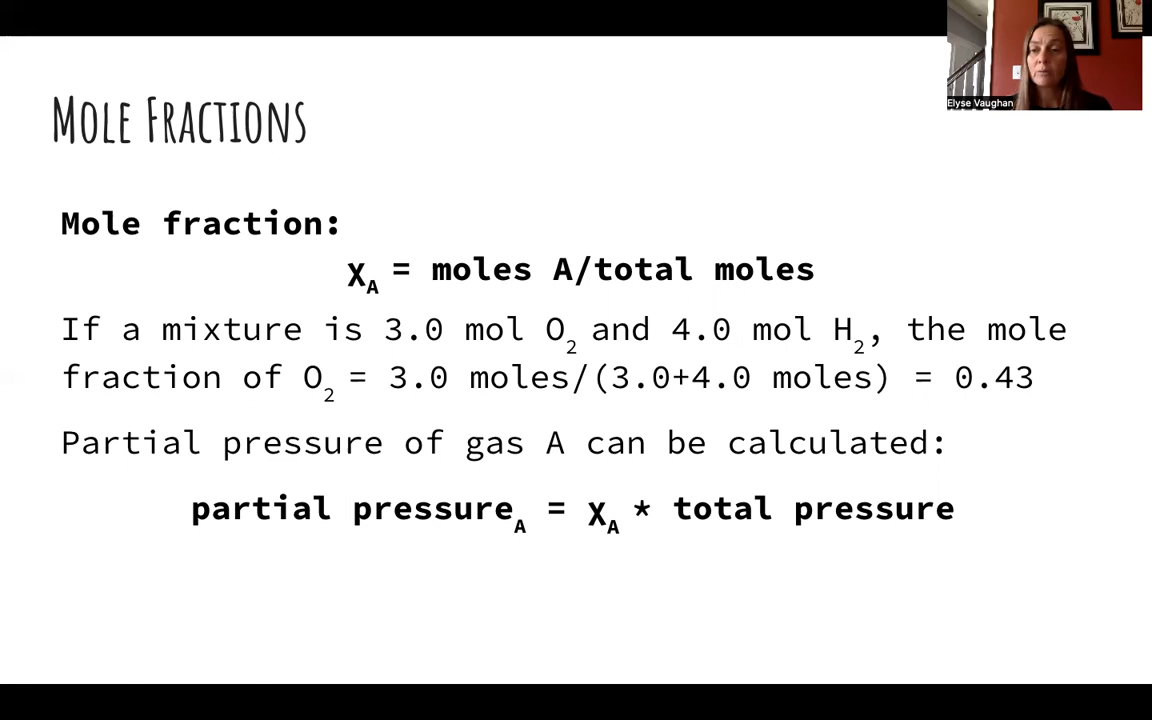 Elyse Vaughan
Mole Fractions
Mole fraction:
χA = moles A/total moles
If a mixture is 3.0 mol O2 and 4.0 mol H2, the mole
fraction of O2 = 3.0 moles/(3.0+4.0 moles) = 0.43
Partial pressure of gas A can be calculated:
partial pressureA = χA * total pressure